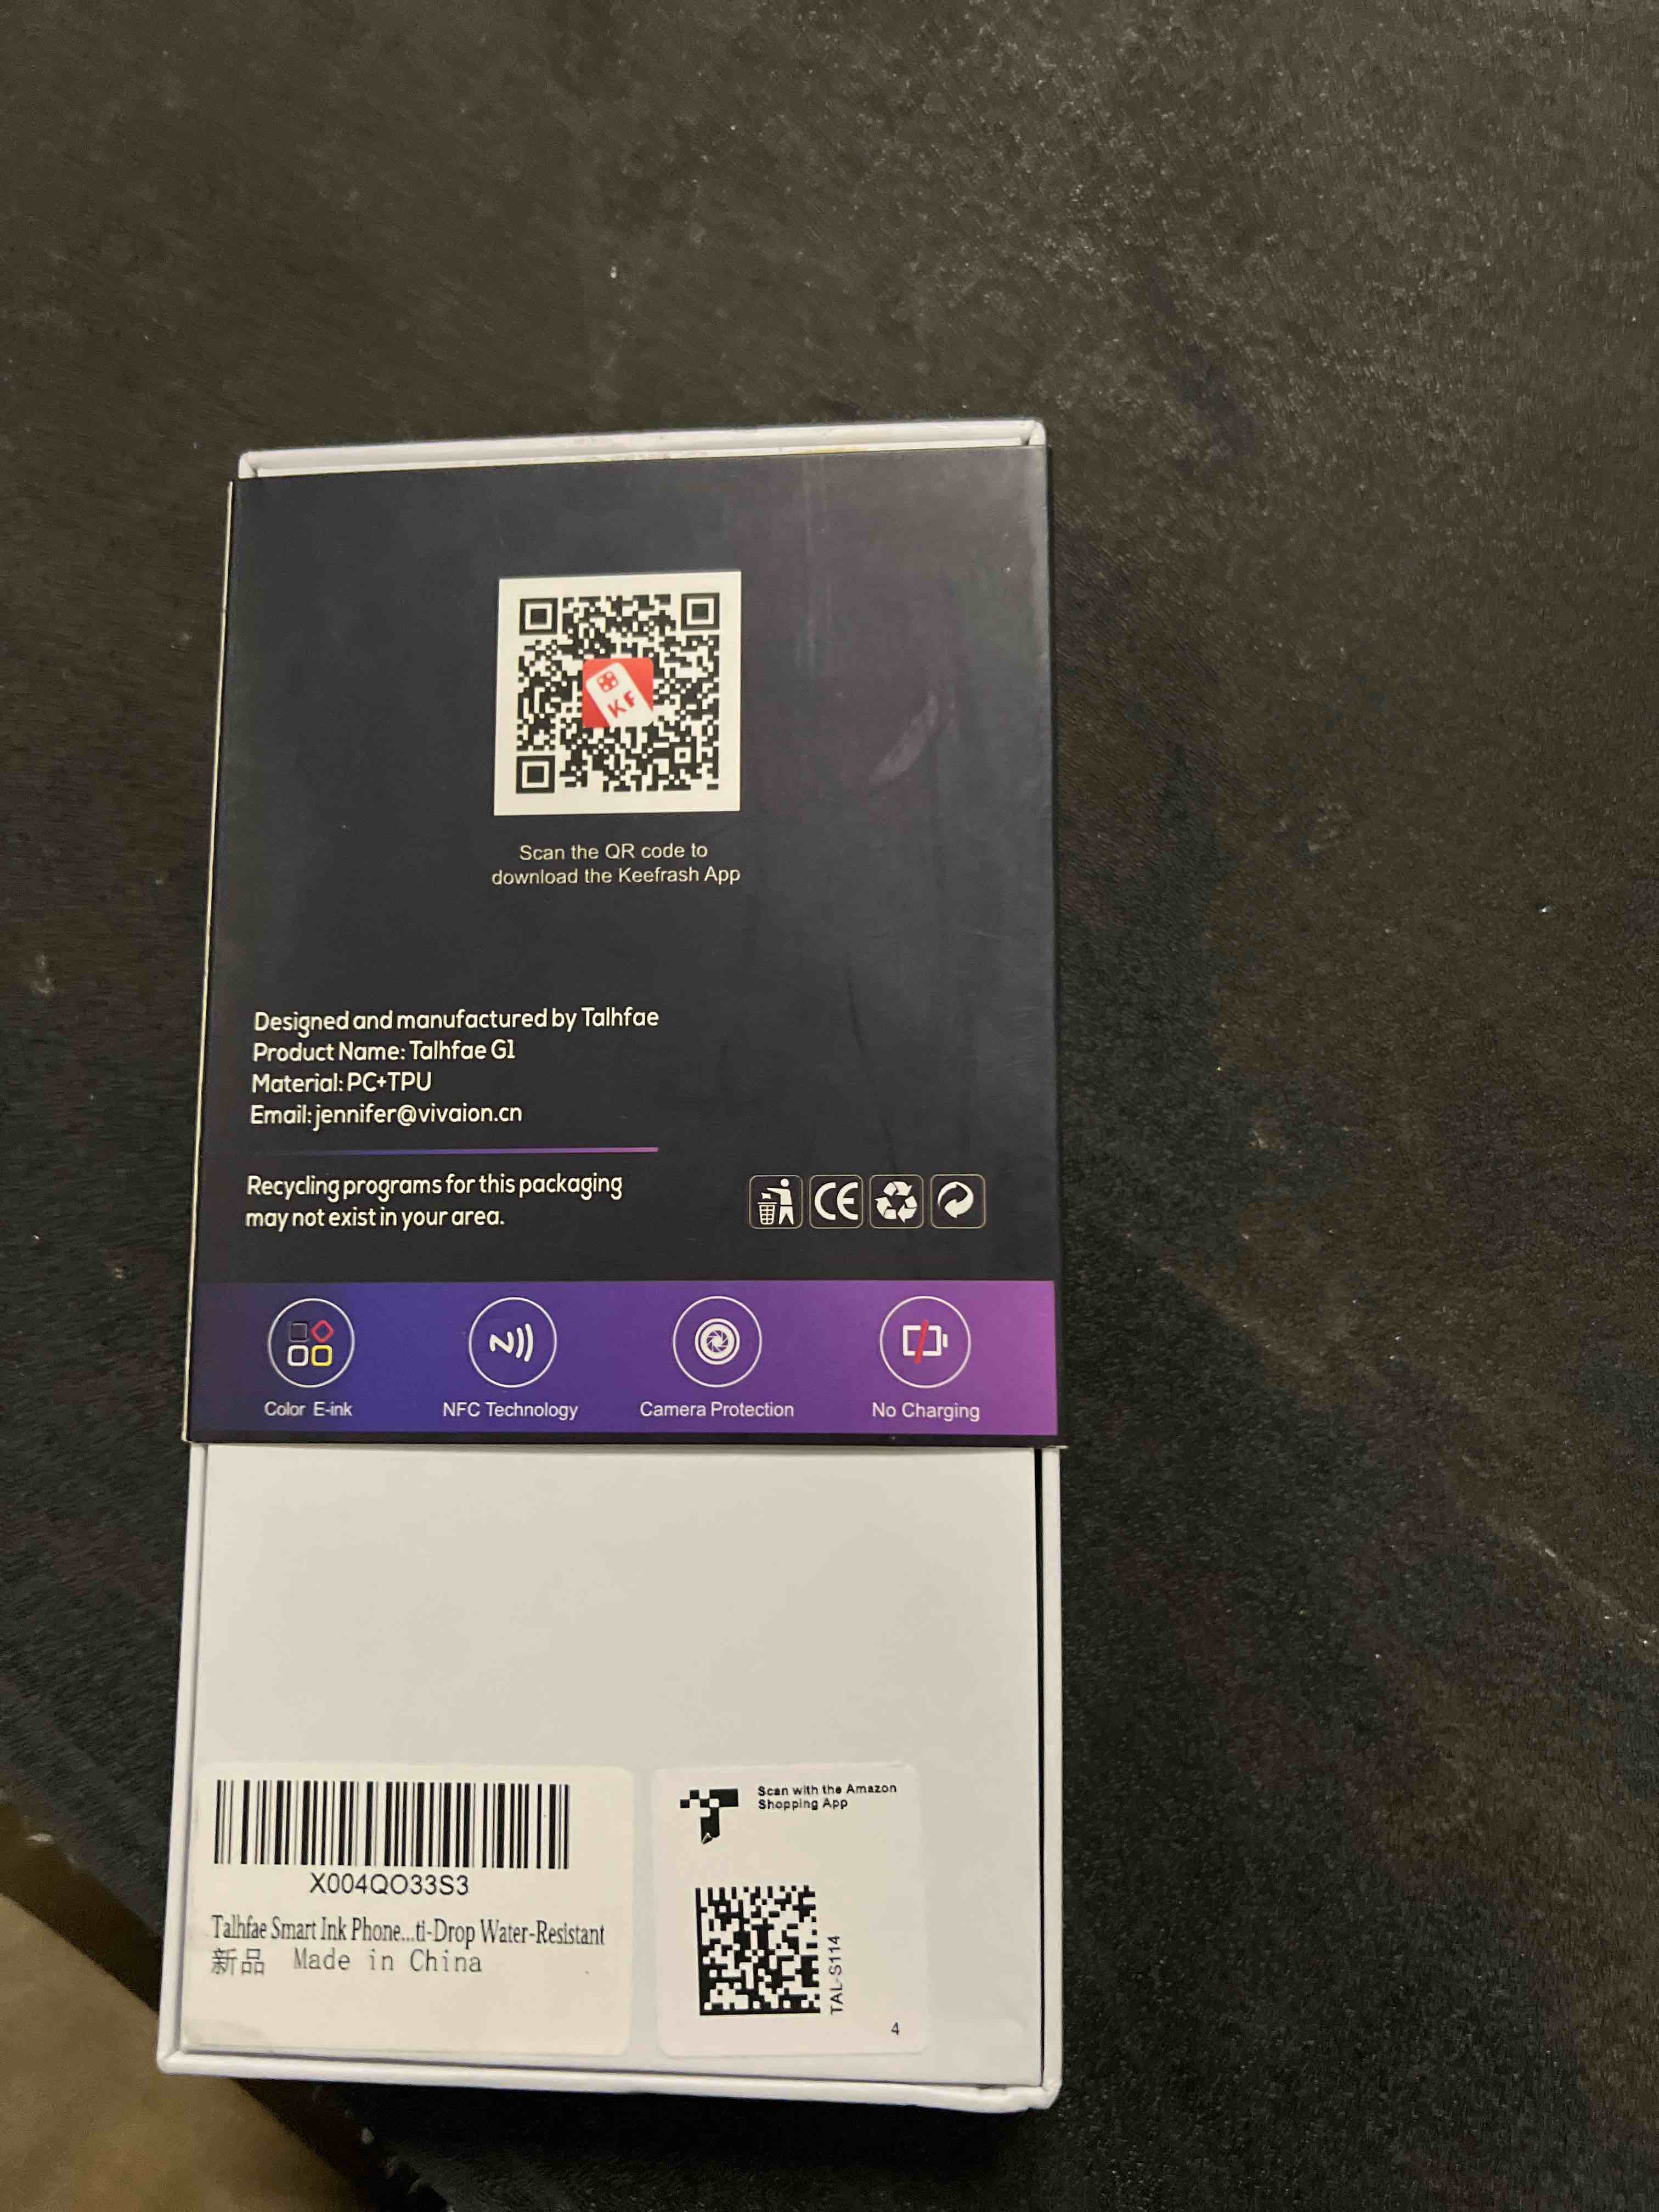 KF
Scan the QR code to
download the Keefrash App
Designed and manufactured by Talhfae
Product Name: Talhfae G1
Material: PC+TPU
Email: jennifer@vivaion.cn
Recycling programs for this packaging
may not exist in your area.
CE
N
Color E-ink
NFC Technology
Camera Protection
No Charging
X004QO33S3
Talhfae Smart Ink Phone...ti-Drop Water-Resistant
新品 Made in China
Scan with the Amazon
Shopping App
TAL-S114
4